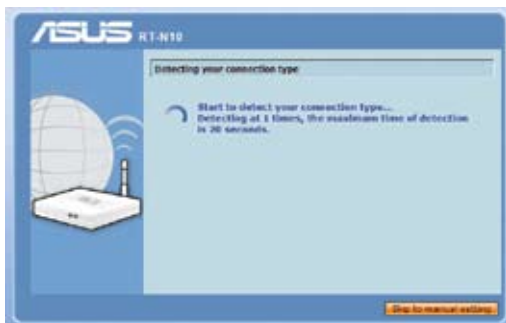 ASUS RT-N10
Detecting your connection type
Start to detect your connection type...
Detecting at 1 times, the maximum time of detection
is 20 seconds.
Skip to manual setting